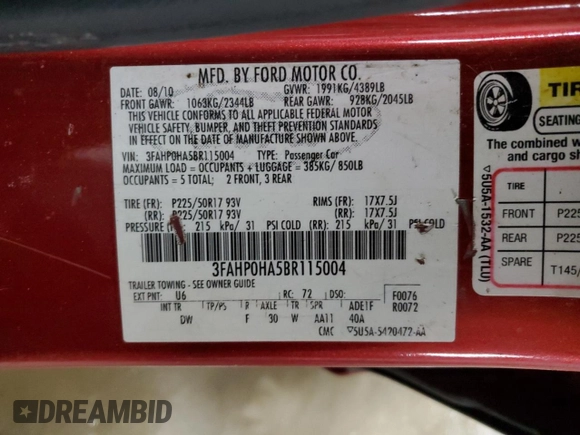 MFD. BY FORD MOTOR CO.
DATE: 08/10 GVWR: 1991KG/4389LB
FRONT GAWR: 1063KG/2344LB REAR GAWR: 928KG/2045LB
THIS VEHICLE CONFORMS TO ALL APPLICABLE FEDERAL MOTOR
VEHICLE SAFETY, BUMPER, AND THEFT PREVENTION STANDARDS
IN EFFECT ON THE DATE OF MANUFACTURE SHOWN ABOVE.
VIN: 3FAHP0HA5BR115004 TYPE: Passenger Car
MAXIMUM LOAD = OCCUPANTS + LUGGAGE = 385KG/ 850LB
OCCUPANTS = 5 TOTAL; 2 FRONT, 3 REAR
TIRE (FR): P225/50R17 93V RIMS (FR): 17X7.5J
(RR): P225/50R17 93V (RR): 17X7.5J
PRESSURE (FR): 215 kPa/ 31 PSI COLD (RR): 215 kPa/ 31 PSI COLD
3FAHP0HA5BR115004
TRAILER TOWING - SEE OWNER GUIDE
EXT PNT: U6 RC: 72 DSO: F0076
INT TR TP/PS R AXLE TR SPR ADE1F R0072
DW F 30 W AA11 40A
CMC ▽5U5A-5420472-AA
▽5U5A-1532-AA (TLU)
TIR
SEATING
The combined
and cargo sh
TIRE
FRONT P225
REAR P225
SPARE T145/
DREAMBID